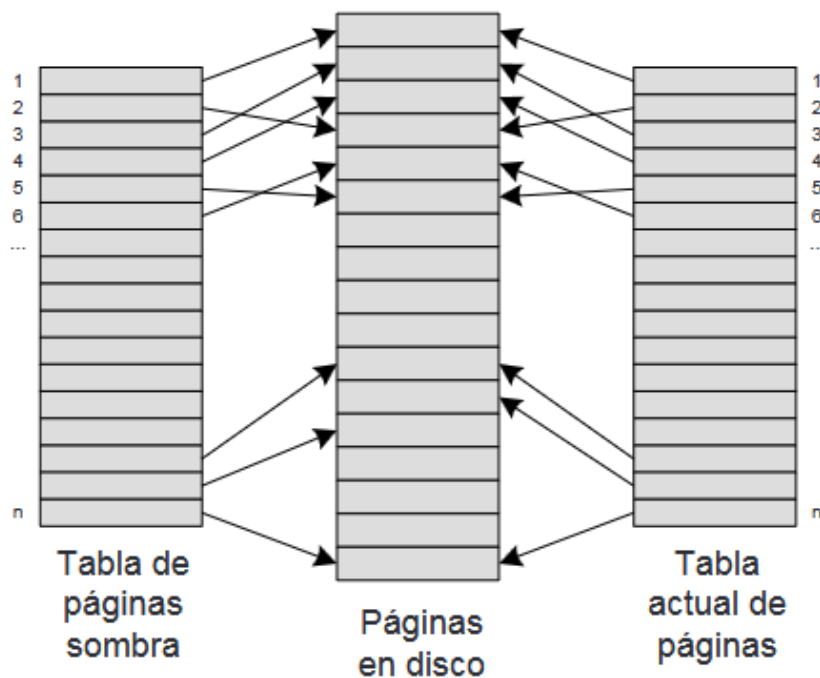 1
2
3
4
5
6
...
n
Tabla de
páginas
sombra
Páginas
en disco
1
2
3
4
5
6
...
n
Tabla
actual de
páginas